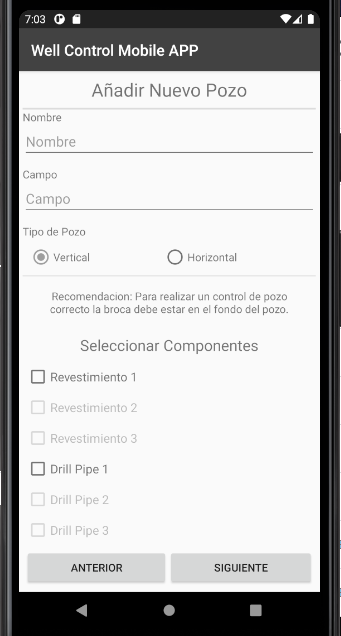 7:03
Well Control Mobile APP
Añadir Nuevo Pozo
Nombre
Nombre
Campo
Campo
Tipo de Pozo
Vertical
Horizontal
Recomendacion: Para realizar un control de pozo
correcto la broca debe estar en el fondo del pozo.
Seleccionar Componentes
Revestimiento 1
Revestimiento 2
Revestimiento 3
Drill Pipe 1
Drill Pipe 2
Drill Pipe 3
ANTERIOR
SIGUIENTE